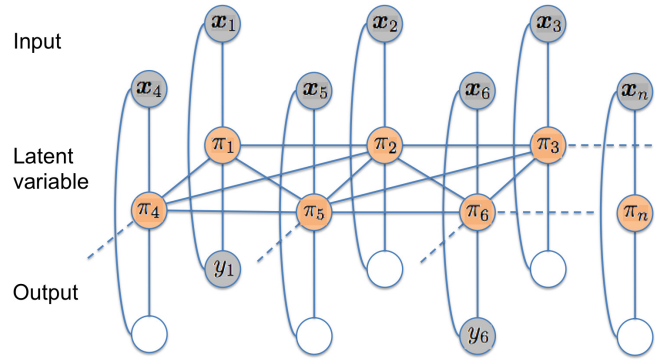 Input
x₁ x₂ x₃
x₄ x₅ x₆ xₙ
Latent
variable
π₁ π₂ π₃
π₄ π₅ π₆ πₙ
y₁
Output
y₆